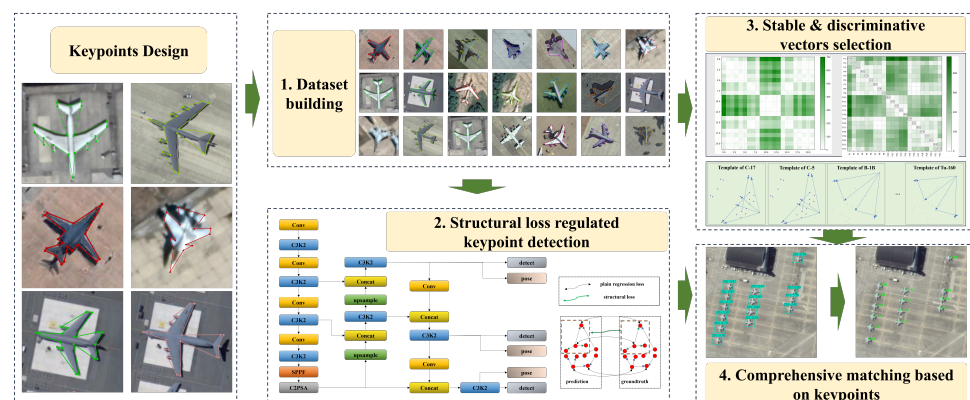 Keypoints Design
1. Dataset
building
2. Structural loss regulated
keypoint detection
Conv
C3K2
Conv
C3K2
Conv
C3K2
Conv
C3K2
SPPF
C2PSA
C3K2
Concat
upsample
C3K2
Concat
upsample
Conv
Concat
C3K2
Conv
Concat
C3K2
detect
pose
detect
pose
pose
detect
plain regression loss
structural loss
prediction
groundtroth
3. Stable & discriminative
vectors selection
Template of C-17
Template of C-5
Template of B-1B
...
Template of Tu-160
4. Comprehensive matching based
on keypoints